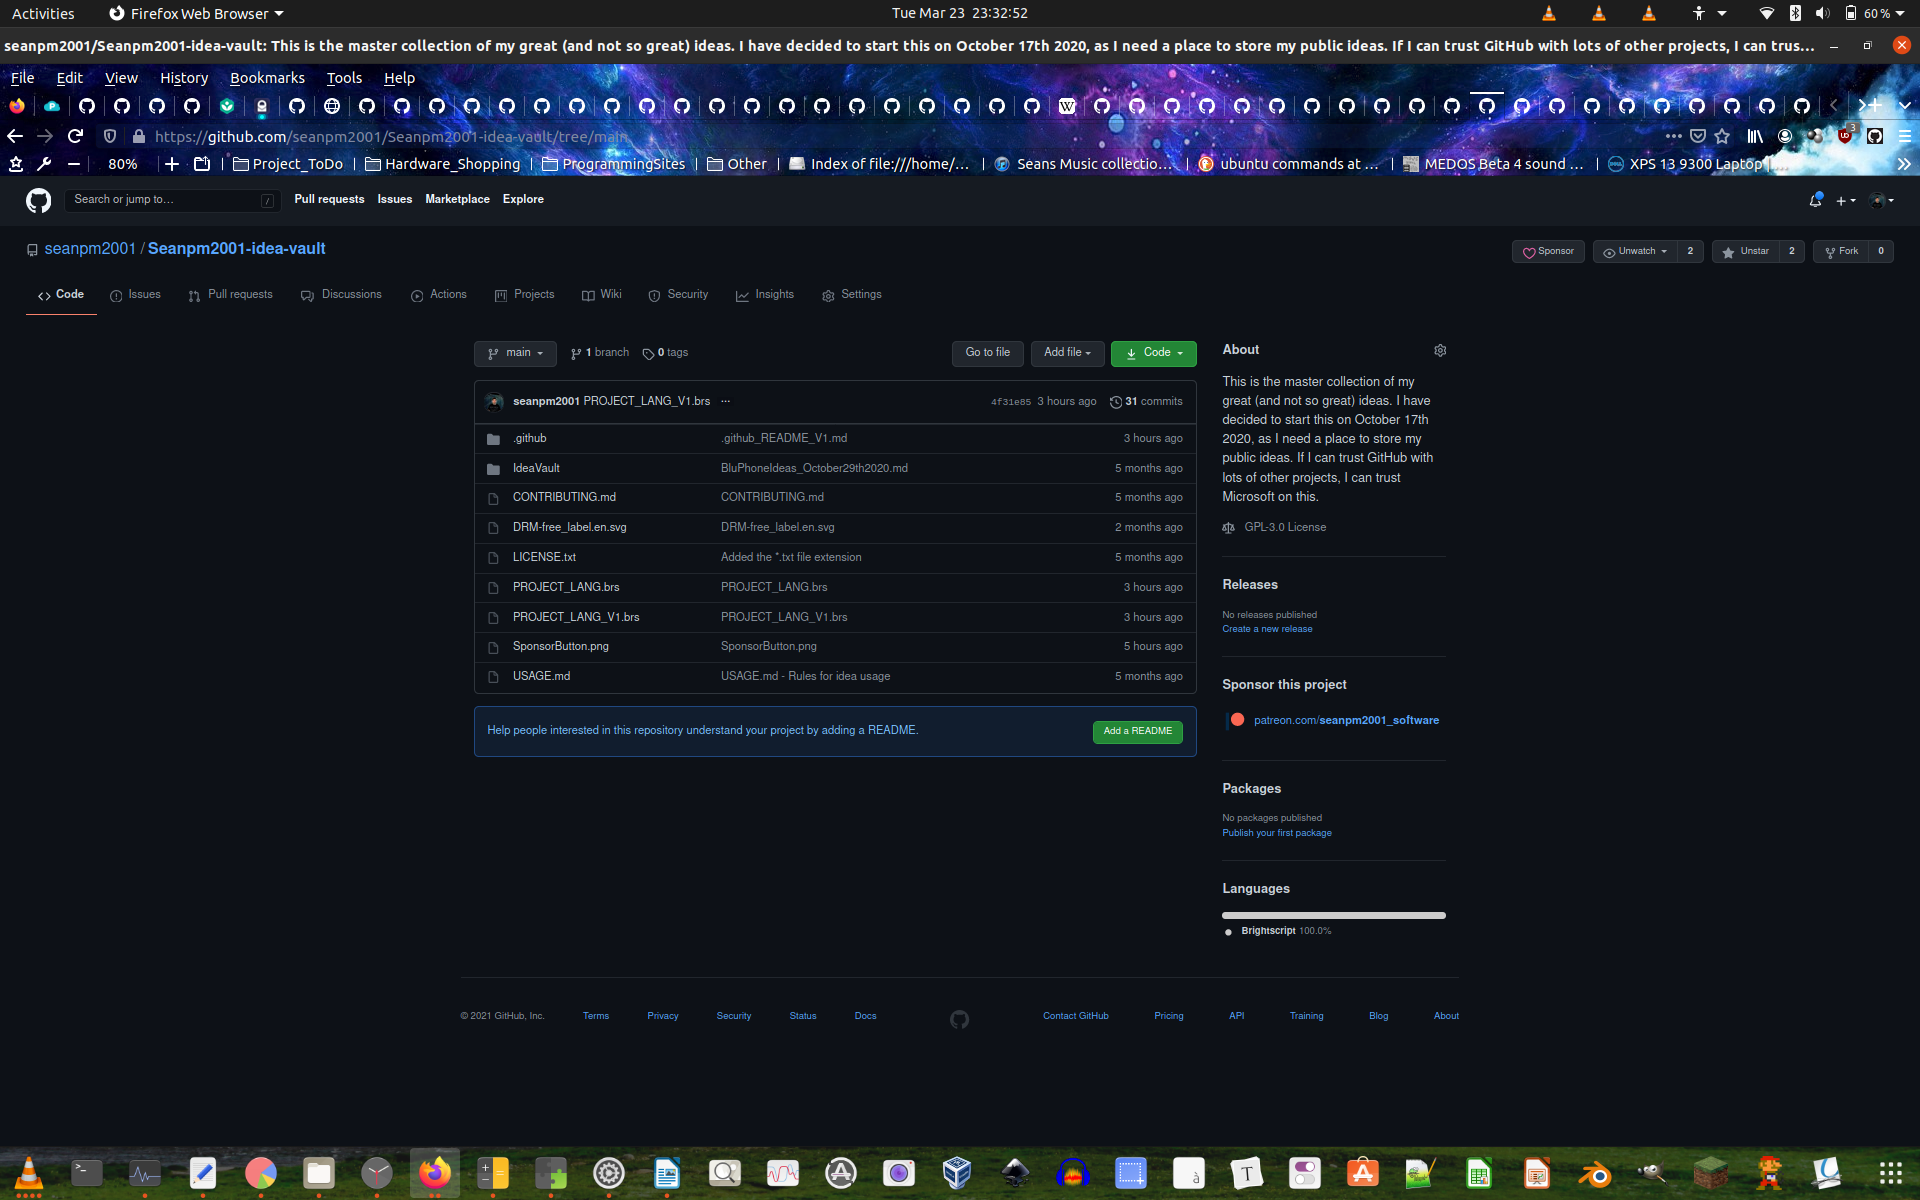 Activities
Firefox Web Browser
Tue Mar 23 23:32:52
60 %
seanpm2001/Seanpm2001-idea-vault: This is the master collection of my great (and not so great) ideas. I have decided to start this on October 17th 2020, as I need a place to store my public ideas. If I can trust GitHub with lots of other projects, I can trus…
File Edit View History Bookmarks Tools Help
https://github.com/seanpm2001/Seanpm2001-idea-vault/tree/main
3
80%
Project_ToDo
Hardware_Shopping
ProgrammingSites
Other
Index of file:///home/…
Seans Music collectio…
ubuntu commands at …
MEDOS Beta 4 sound …
XPS 13 9300 Laptop |…
Search or jump to…
/
Pull requests Issues Marketplace Explore
seanpm2001 / Seanpm2001-idea-vault
Sponsor
Unwatch 2
Unstar 2
Fork 0
Code Issues Pull requests Discussions Actions Projects Wiki Security Insights Settings
main
1 branch
0 tags
Go to file
Add file
Code
seanpm2001 PROJECT_LANG_V1.brs ...
4f31e85 3 hours ago
31 commits
.github .github_README_V1.md 3 hours ago
IdeaVault BluPhoneIdeas_October29th2020.md 5 months ago
CONTRIBUTING.md CONTRIBUTING.md 5 months ago
DRM-free_label.en.svg DRM-free_label.en.svg 2 months ago
LICENSE.txt Added the *.txt file extension 5 months ago
PROJECT_LANG.brs PROJECT_LANG.brs 3 hours ago
PROJECT_LANG_V1.brs PROJECT_LANG_V1.brs 3 hours ago
SponsorButton.png SponsorButton.png 5 hours ago
USAGE.md USAGE.md - Rules for idea usage 5 months ago
Help people interested in this repository understand your project by adding a README.
Add a README
About
This is the master collection of my
great (and not so great) ideas. I have
decided to start this on October 17th
2020, as I need a place to store my
public ideas. If I can trust GitHub with
lots of other projects, I can trust
Microsoft on this.
GPL-3.0 License
Releases
No releases published
Create a new release
Sponsor this project
patreon.com/seanpm2001_software
Packages
No packages published
Publish your first package
Languages
Brightscript 100.0%
© 2021 GitHub, Inc. Terms Privacy Security Status Docs Contact GitHub Pricing API Training Blog About